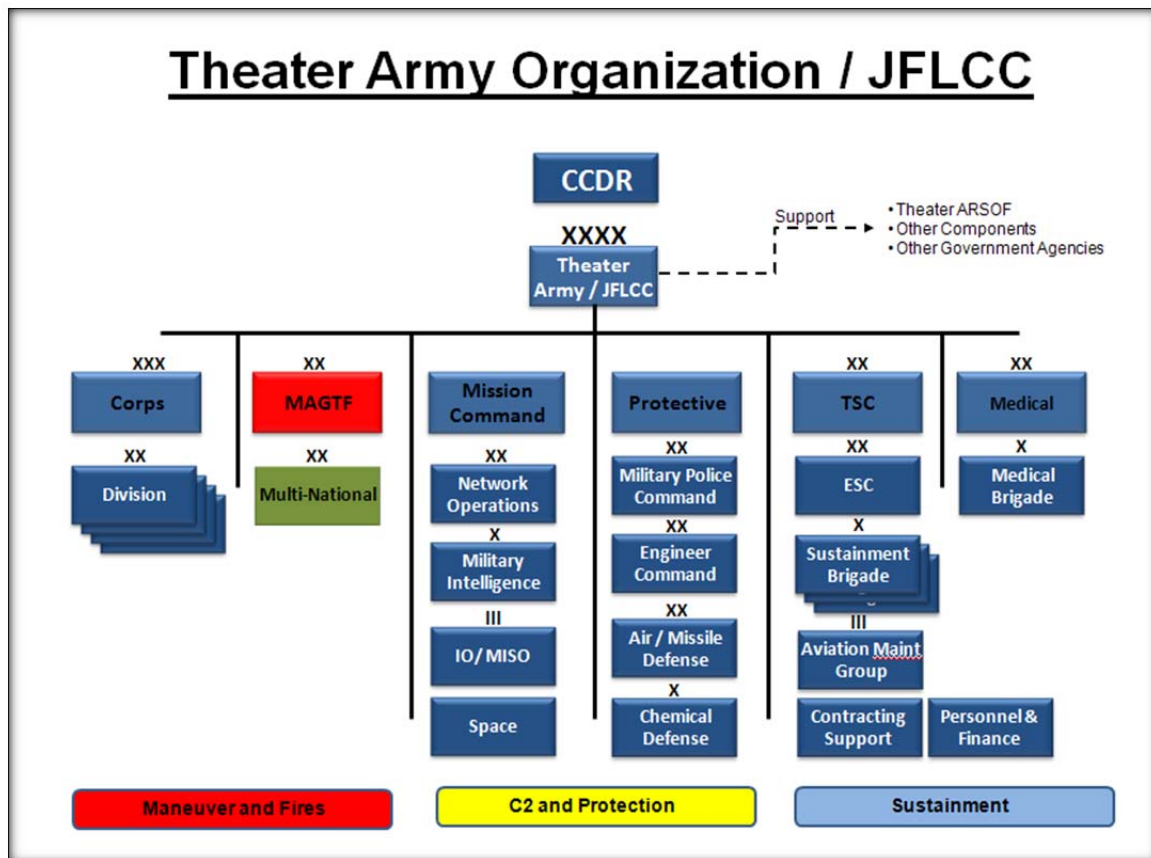 Theater Army Organization / JFLCC
CCDR
XXXX
Theater
Army / JFLCC
Support
• Theater ARSOF
• Other Components
• Other Government Agencies
XXX
Corps
XX
Division
XX
MAGTF
XX
Multi-National
Mission
Command
XX
Network
Operations
X
Military
Intelligence
III
IO/ MISO
Space
Protective
XX
Military Police
Command
XX
Engineer
Command
XX
Air / Missile
Defense
X
Chemical
Defense
XX
TSC
XX
ESC
X
Sustainment
Brigade
III
Aviation Maint
Group
Contracting
Support
Personnel &
Finance
XX
Medical
X
Medical
Brigade
Maneuver and Fires
C2 and Protection
Sustainment